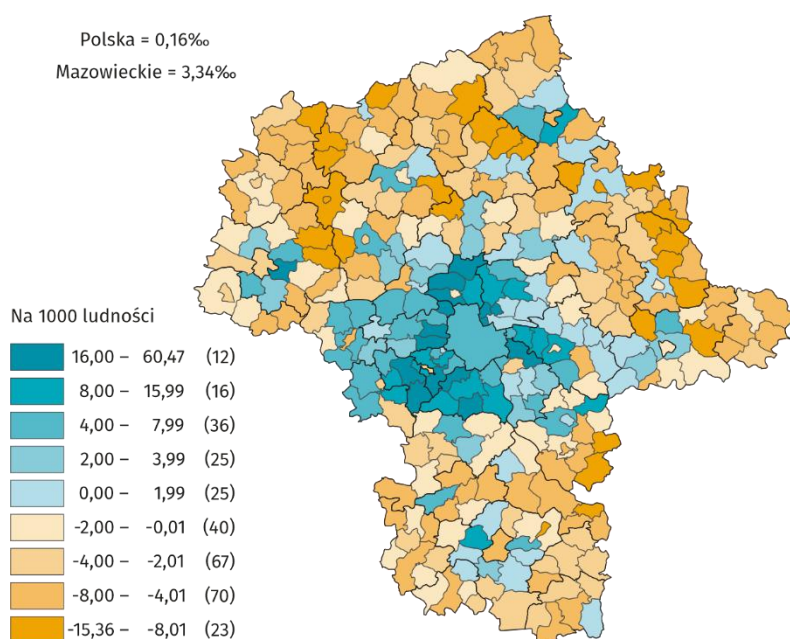 Polska = 0,16‰
Mazowieckie = 3,34‰
Na 1000 ludności
16,00 – 60,47 (12)
8,00 – 15,99 (16)
4,00 – 7,99 (36)
2,00 – 3,99 (25)
0,00 – 1,99 (25)
-2,00 – -0,01 (40)
-4,00 – -2,01 (67)
-8,00 – -4,01 (70)
-15,36 – -8,01 (23)